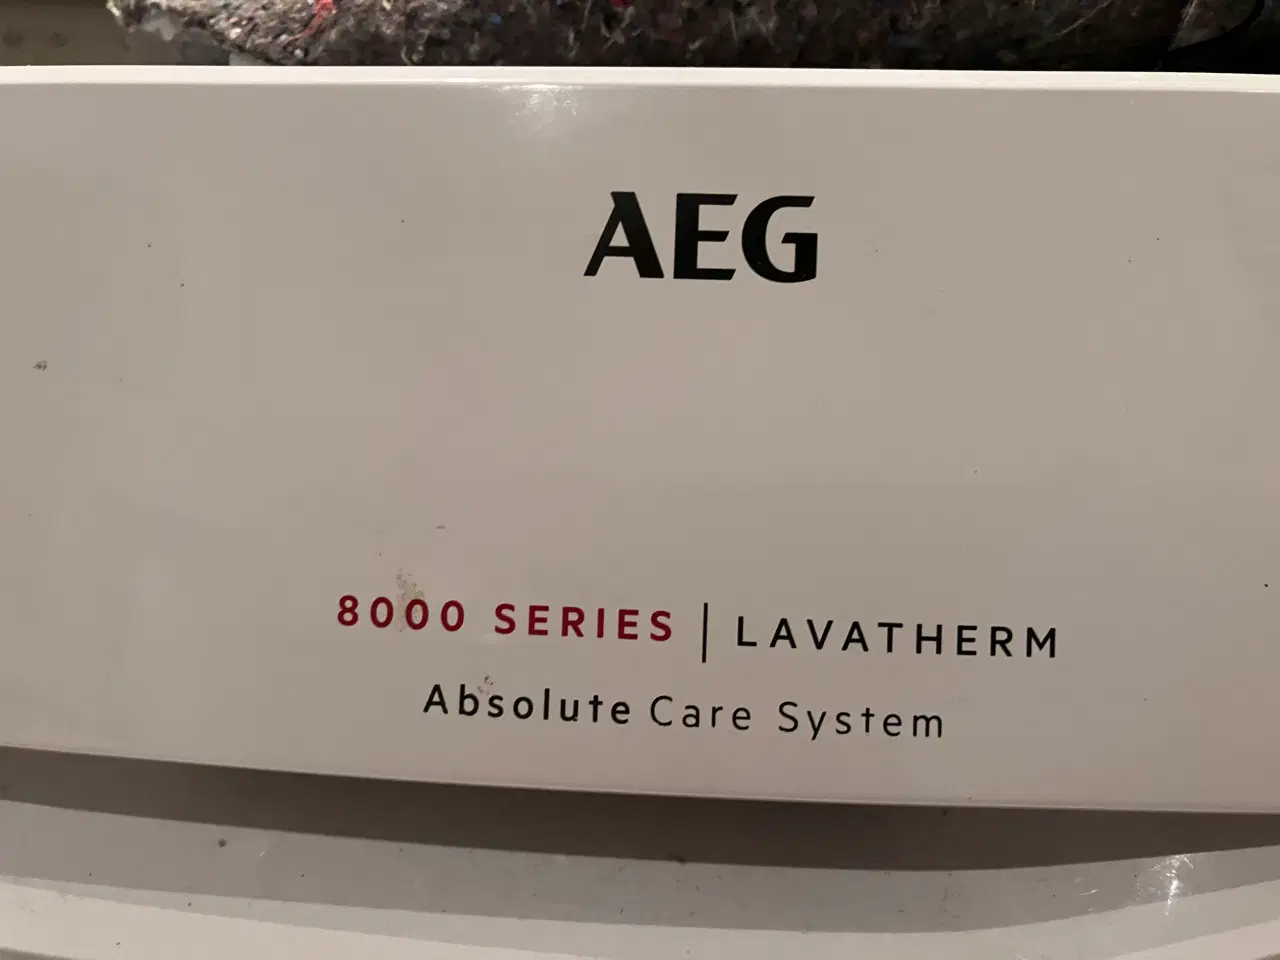 AEG
8000 SERIES | LAVATHERM
Absolute Care System